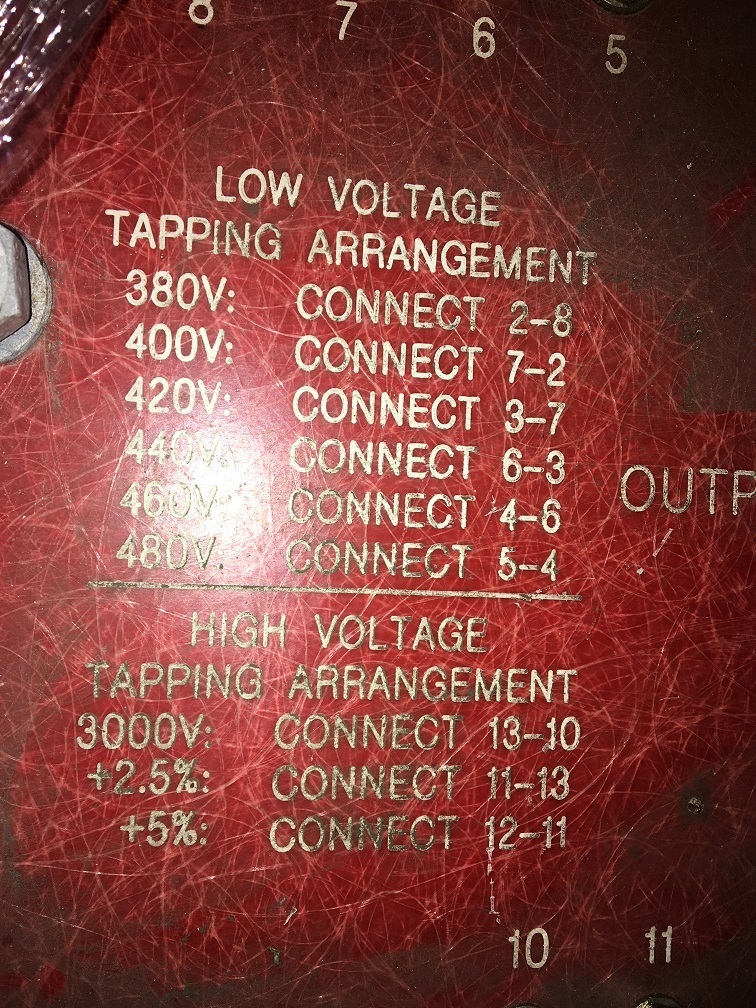 8 7 6 5
LOW VOLTAGE
TAPPING ARRANGEMENT
380V: CONNECT 2-8
400V: CONNECT 7-2
420V: CONNECT 3-7
440V: CONNECT 6-3
460V: CONNECT 4-6
480V: CONNECT 5-4
OUTP
HIGH VOLTAGE
TAPPING ARRANGEMENT
3000V: CONNECT 13-10
+2.5%: CONNECT 11-13
+5%: CONNECT 12-11
10 11